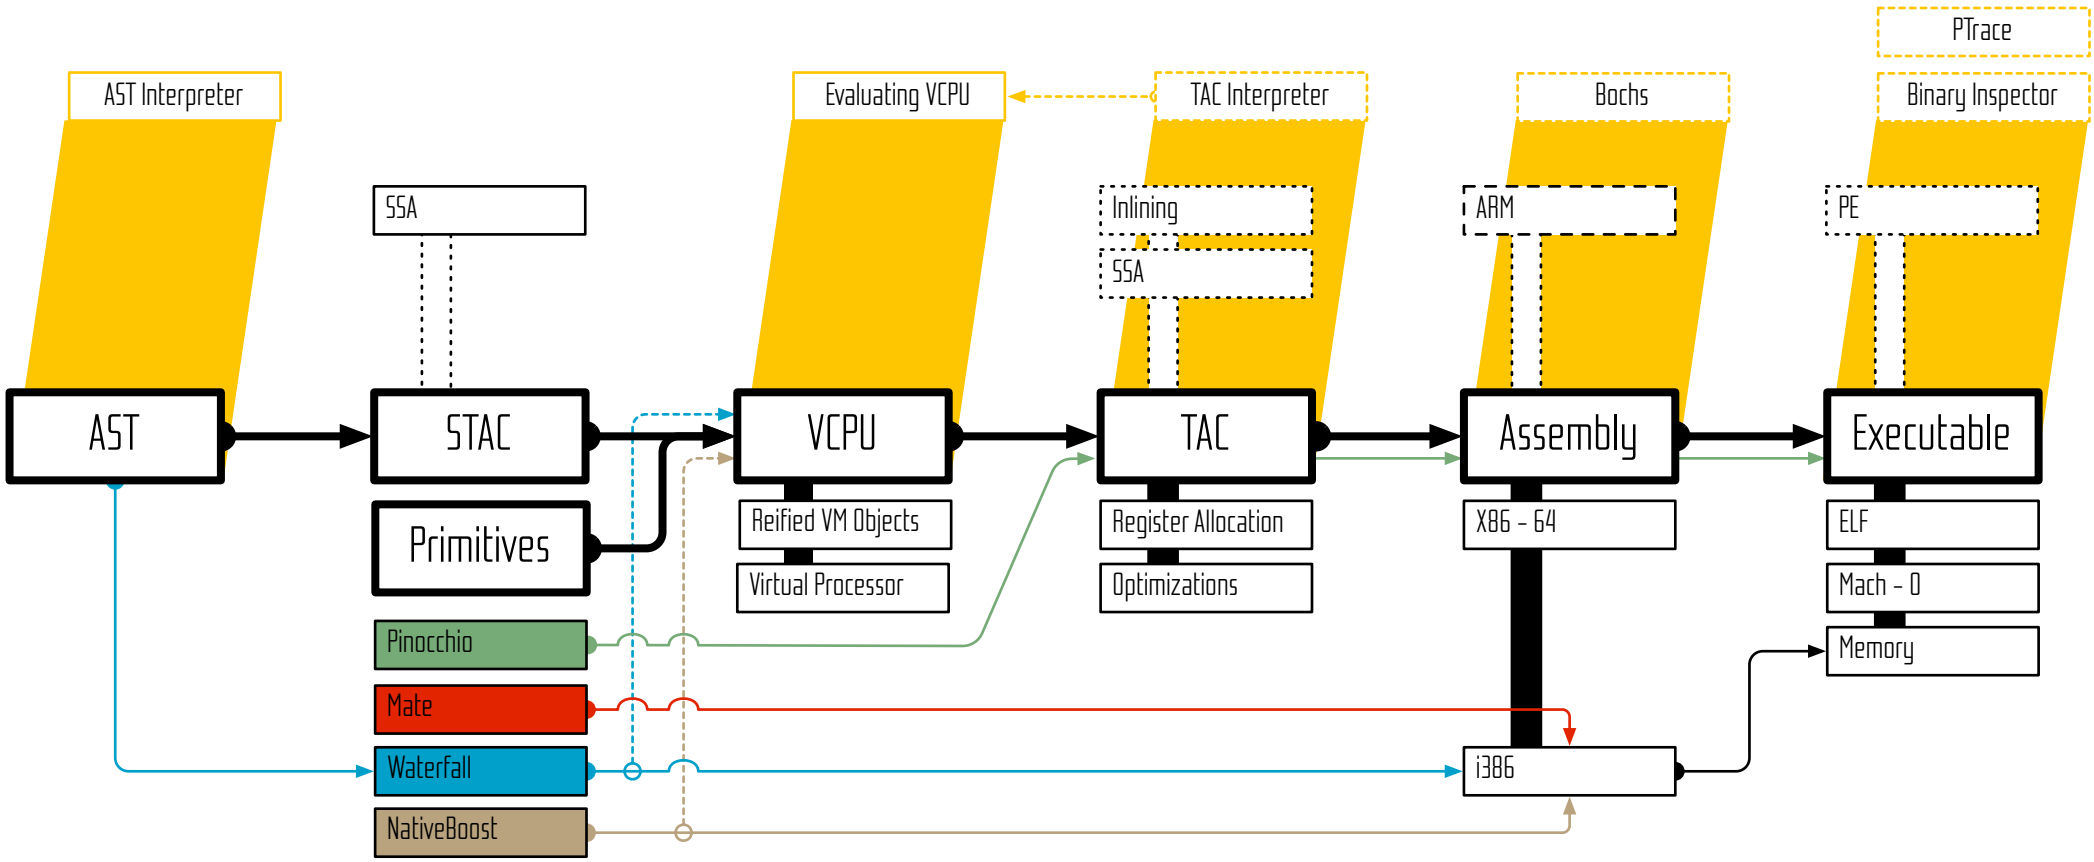 PTrace
AST Interpreter
Evaluating VCPU
TAC Interpreter
Bochs
Binary Inspector
SSA
Inlining
ARM
PE
SSA
AST
STAC
VCPU
TAC
Assembly
Executable
Primitives
Reified VM Objects
Register Allocation
X86 - 64
ELF
Virtual Processor
Optimizations
Mach - O
Pinocchio
Memory
Mate
Waterfall
i386
NativeBoost